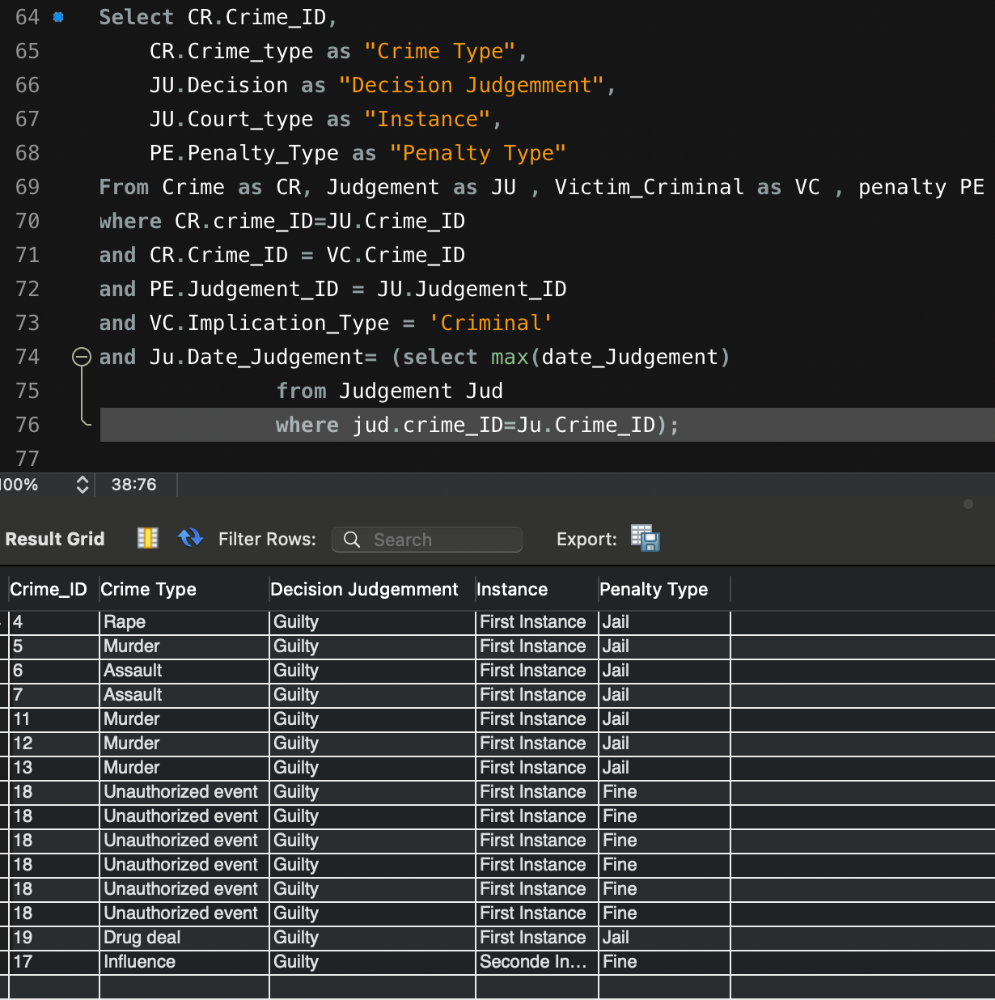 64 Select CR.Crime_ID,
65 CR.Crime_type as "Crime Type",
66 JU.Decision as "Decision Judgemment",
67 JU.Court_type as "Instance",
68 PE.Penalty_Type as "Penalty Type"
69 From Crime as CR, Judgement as JU , Victim_Criminal as VC , penalty PE
70 where CR.crime_ID=JU.Crime_ID
71 and CR.Crime_ID = VC.Crime_ID
72 and PE.Judgement_ID = JU.Judgement_ID
73 and VC.Implication_Type = 'Criminal'
74 and Ju.Date_Judgement= (select max(date_Judgement)
75 from Judgement Jud
76 where jud.crime_ID=Ju.Crime_ID);
77
100% 38:76
Result Grid Filter Rows: Search Export:
Crime_ID Crime Type Decision Judgemment Instance Penalty Type
4 Rape Guilty First Instance Jail
5 Murder Guilty First Instance Jail
6 Assault Guilty First Instance Jail
7 Assault Guilty First Instance Jail
11 Murder Guilty First Instance Jail
12 Murder Guilty First Instance Jail
13 Murder Guilty First Instance Jail
18 Unauthorized event Guilty First Instance Fine
18 Unauthorized event Guilty First Instance Fine
18 Unauthorized event Guilty First Instance Fine
18 Unauthorized event Guilty First Instance Fine
18 Unauthorized event Guilty First Instance Fine
18 Unauthorized event Guilty First Instance Fine
19 Drug deal Guilty First Instance Jail
17 Influence Guilty Seconde In... Fine